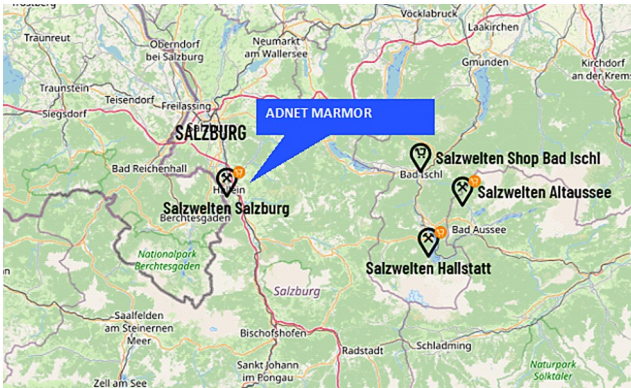 Trostberg
Vöcklabruck
Traunreut
Oberndorf
bei Salzburg
Neumarkt
am Wallersee
Laakirchen
Gmunden
Kirchdorf
an der Krems
Traunstein
Teisendorf
Freilassing
Siegsdorf
ADNET MARMOR
SALZBURG
Salzwelten Shop Bad Ischl
Bad Reichenhall
Bad Ischl
Hallein
Salzwelten Altaussee
Salzwelten Salzburg
Berchtesgaden
Bad Aussee
Nationalpark
Berchtesgaden
Salzwelten Hallstatt
Salzburg
Saalfelden
am Steinernen
Meer
Bischofshofen
Radstadt
Schladming
Sankt Johann
im Pongau
Naturpark
Sölktäler
Zell am See